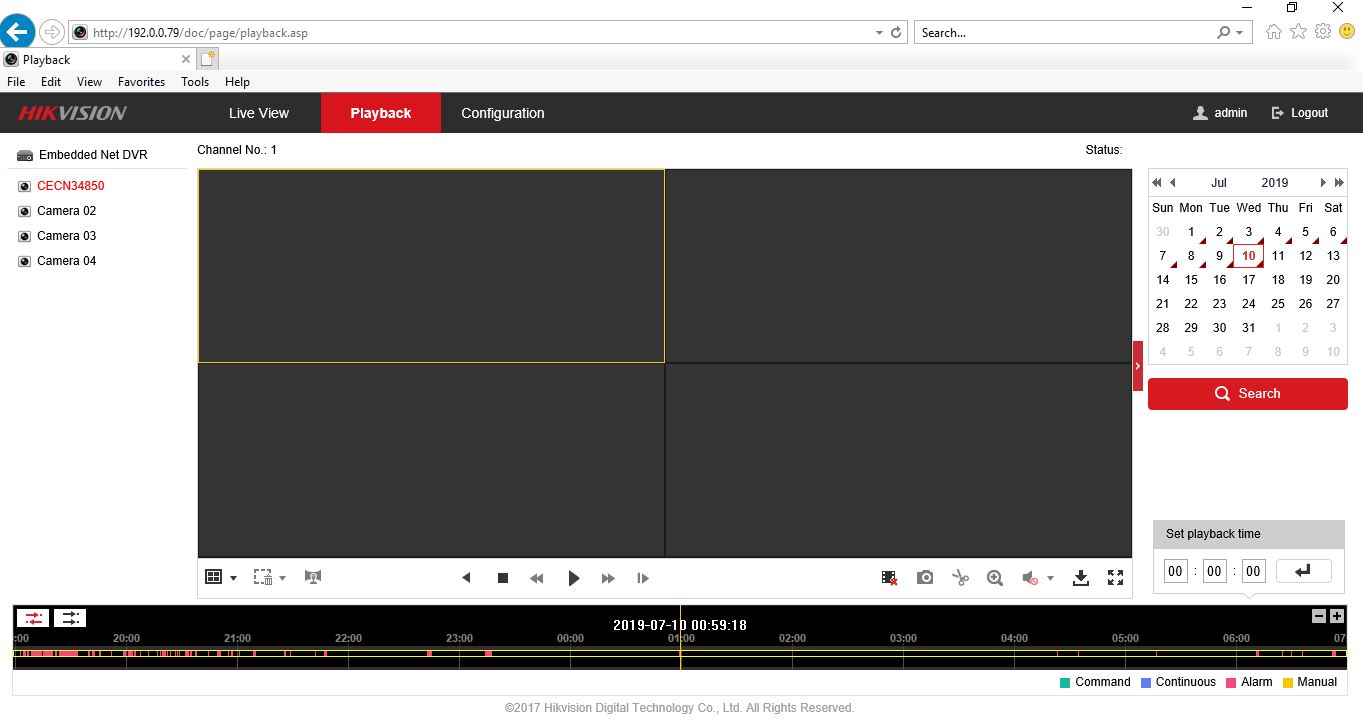 http://192.0.0.79/doc/page/playback.asp
Search...
Playback
File Edit View Favorites Tools Help
HIKVISION Live View Playback Configuration admin Logout
Embedded Net DVR
Channel No.: 1
Status:
CECN34850
Camera 02
Camera 03
Camera 04
Jul 2019
Sun Mon Tue Wed Thu Fri Sat
30 1 2 3 4 5 6
7 8 9 10 11 12 13
14 15 16 17 18 19 20
21 22 23 24 25 26 27
28 29 30 31 1 2 3
4 5 6 7 8 9 10
Search
Set playback time
00 : 00 : 00
2019-07-10 00:59:18
:00 20:00 21:00 22:00 23:00 00:00 01:00 02:00 03:00 04:00 05:00 06:00 07:
Command Continuous Alarm Manual
©2017 Hikvision Digital Technology Co., Ltd. All Rights Reserved.